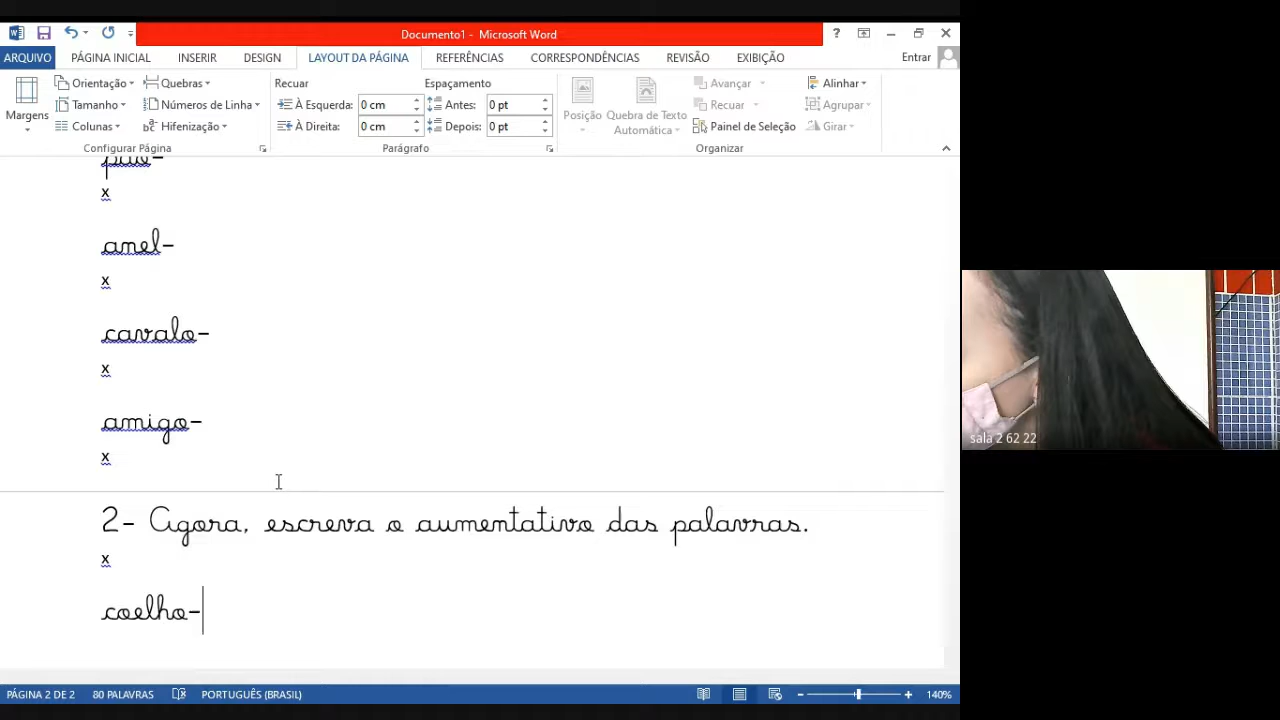 Documento1 - Microsoft Word
ARQUIVO PÁGINA INICIAL INSERIR DESIGN LAYOUT DA PÁGINA REFERÊNCIAS CORRESPONDÊNCIAS REVISÃO EXIBIÇÃO Entrar
Margens
Orientação
Tamanho
Colunas
Quebras
Números de Linha
Hifenização
Configurar Página
Recuar
À Esquerda: 0 cm
À Direita: 0 cm
Espaçamento
Antes: 0 pt
Depois: 0 pt
Parágrafo
Posição
Quebra de Texto Automática
Avançar
Recuar
Painel de Seleção
Alinhar
Agrupar
Girar
Organizar
x
anel-
x
cavalo-
x
amigo-
x
2- Agora, escreva o aumentativo das palavras.
x
coelho-
sala 2 62 22
PÁGINA 2 DE 2 80 PALAVRAS PORTUGUÊS (BRASIL) 140%